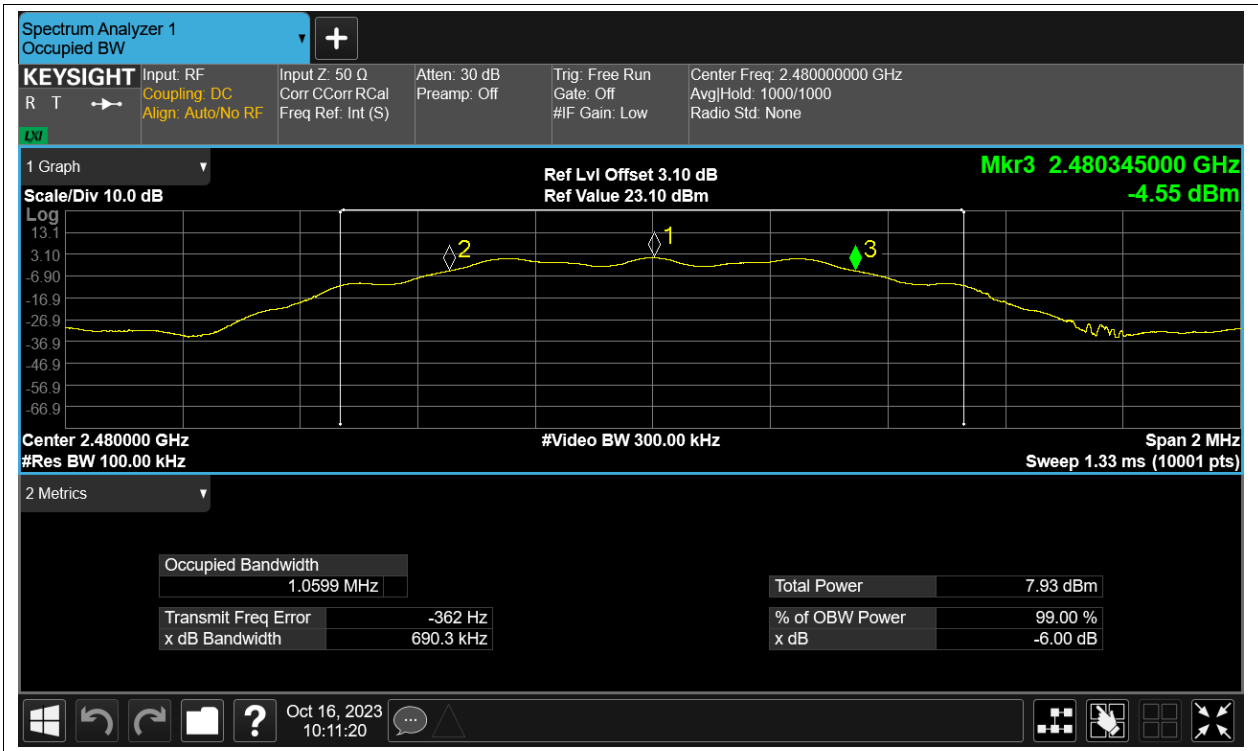 Spectrum Analyzer 1
Occupied BW
+
KEYSIGHT
R T
LXI
Input: RF
Coupling: DC
Align: Auto/No RF
Input Z: 50 Ω
Corr CCorr RCal
Freq Ref: Int (S)
Atten: 30 dB
Preamp: Off
Trig: Free Run
Gate: Off
#IF Gain: Low
Center Freq: 2.480000000 GHz
Avg|Hold: 1000/1000
Radio Std: None
1 Graph
Scale/Div 10.0 dB
Ref Lvl Offset 3.10 dB
Ref Value 23.10 dBm
Mkr3 2.480345000 GHz
-4.55 dBm
Log
13.1
3.10
-6.90
-16.9
-26.9
-36.9
-46.9
-56.9
-66.9
2
1
3
Center 2.480000 GHz
#Res BW 100.00 kHz
#Video BW 300.00 kHz
Span 2 MHz
Sweep 1.33 ms (10001 pts)
2 Metrics
Occupied Bandwidth
1.0599 MHz
Transmit Freq Error -362 Hz
x dB Bandwidth 690.3 kHz
Total Power 7.93 dBm
% of OBW Power 99.00 %
x dB -6.00 dB
?
Oct 16, 2023
10:11:20